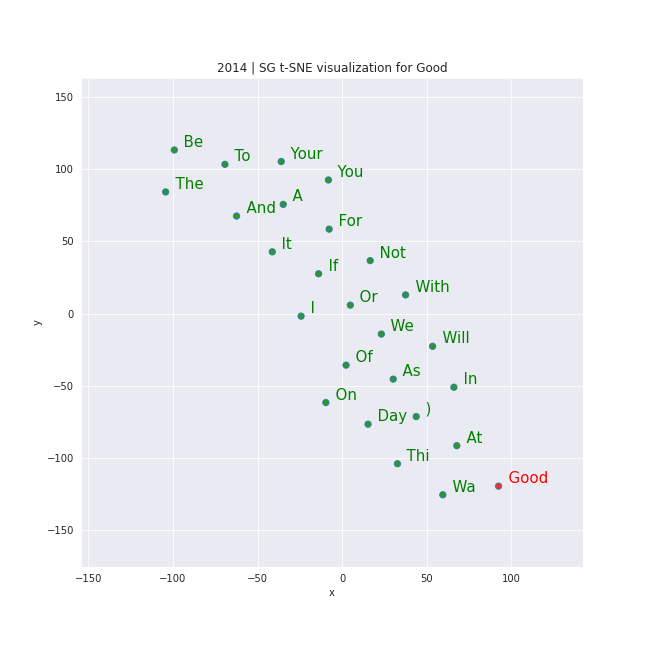 2014 | SG t-SNE visualization for Good
150
100
50
0
−50
−100
−150
y
Be
To
Your
You
The
And
A
For
It
Not
If
With
Or
I
We
Will
Of
As
In
On
Day
)
At
Thi
Wa
Good
−150
−100
−50
0
50
100
x